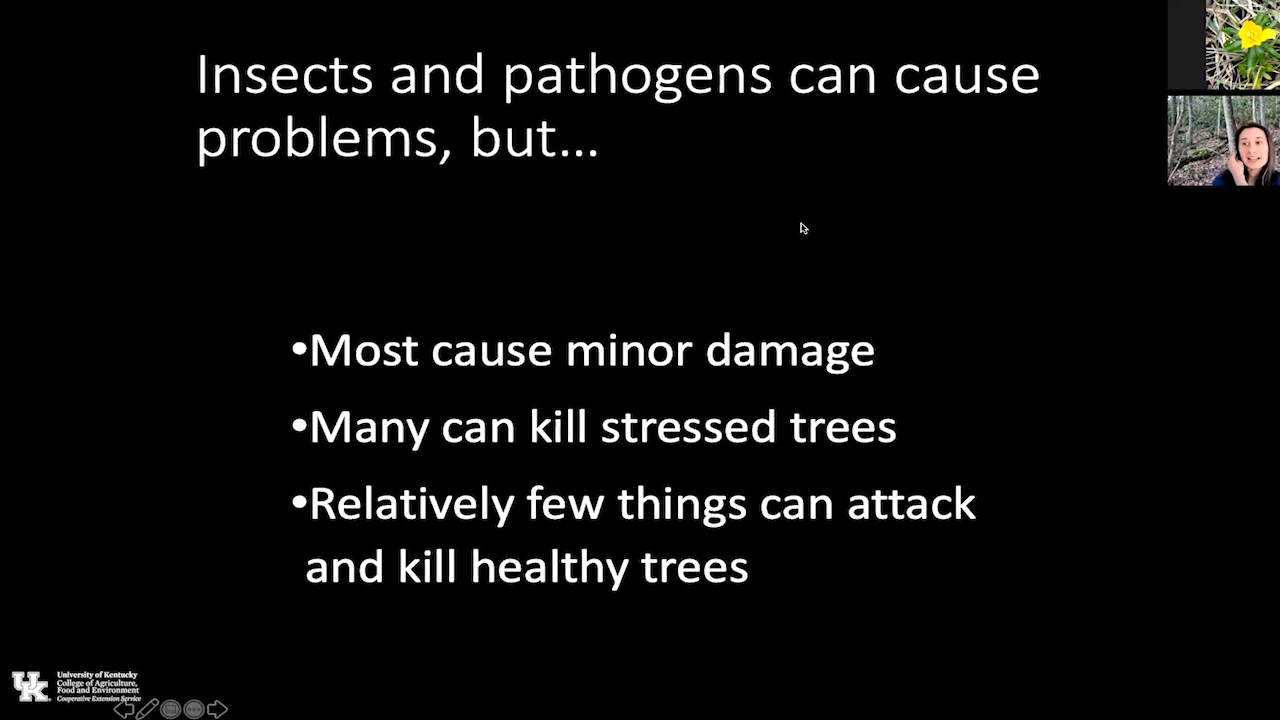 Insects and pathogens can cause
problems, but...
•Most cause minor damage
•Many can kill stressed trees
•Relatively few things can attack
and kill healthy trees
UK
University of Kentucky
College of Agriculture,
Food and Environment
Cooperative Extension Service